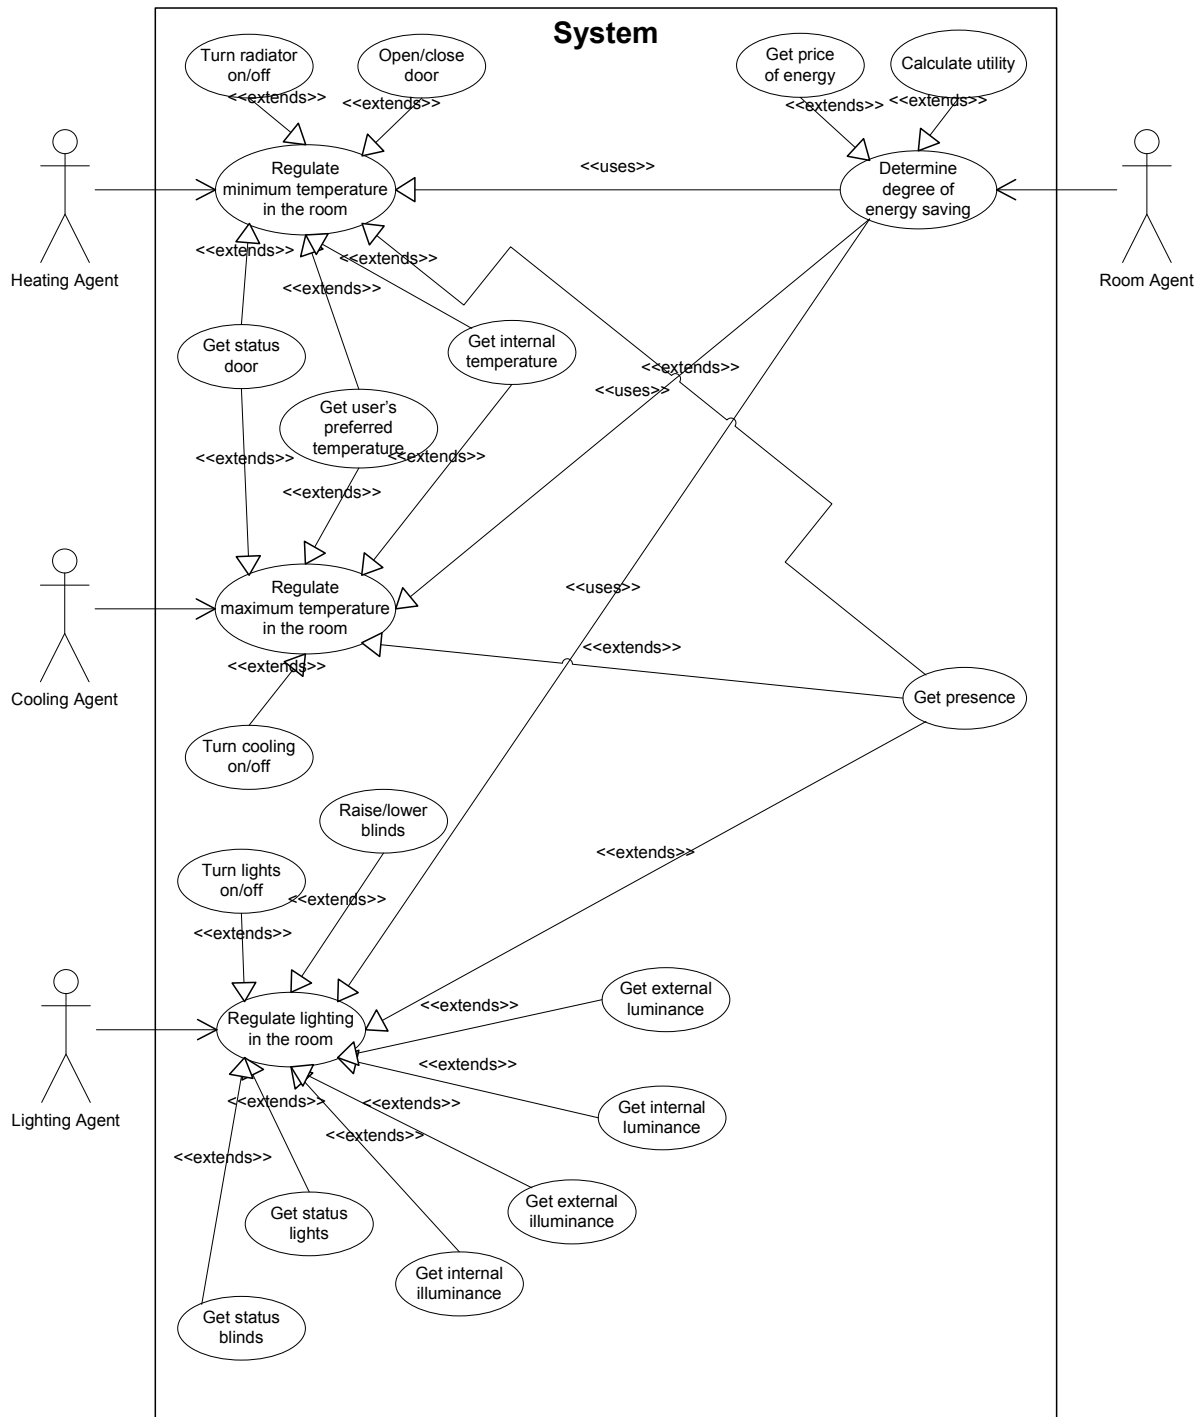 System
Turn radiator
on/off
Open/close
door
Get price
of energy
Calculate utility
<<extends>>
<<extends>>
<<extends>>
<<extends>>
Regulate
minimum temperature
in the room
<<uses>>
Determine
degree of
energy saving
Heating Agent
Room Agent
<<extends>>
<<extends>>
<<extends>>
Get status
door
Get internal
temperature
<<extends>>
<<uses>>
Get user's
preferred
temperature
<<extends>>
<<extends>>
<<extends>>
Regulate
maximum temperature
in the room
<<uses>>
<<extends>>
<<extends>>
Cooling Agent
Get presence
Turn cooling
on/off
Raise/lower
blinds
<<extends>>
Turn lights
on/off
<<extends>>
<<extends>>
Get external
luminance
<<extends>>
Regulate lighting
in the room
<<extends>>
Get internal
luminance
<<extends>>
<<extends>>
<<extends>>
Lighting Agent
<<extends>>
Get external
illuminance
Get status
lights
Get internal
illuminance
Get status
blinds